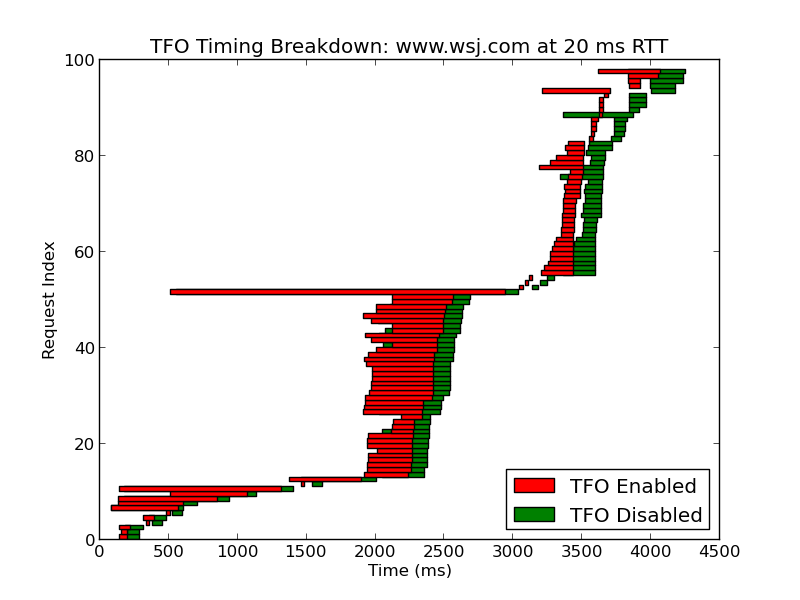 TFO Timing Breakdown: www.wsj.com at 20 ms RTT
100
80
60
40
20
0
Request Index
0 500 1000 1500 2000 2500 3000 3500 4000 4500
Time (ms)
TFO Enabled
TFO Disabled